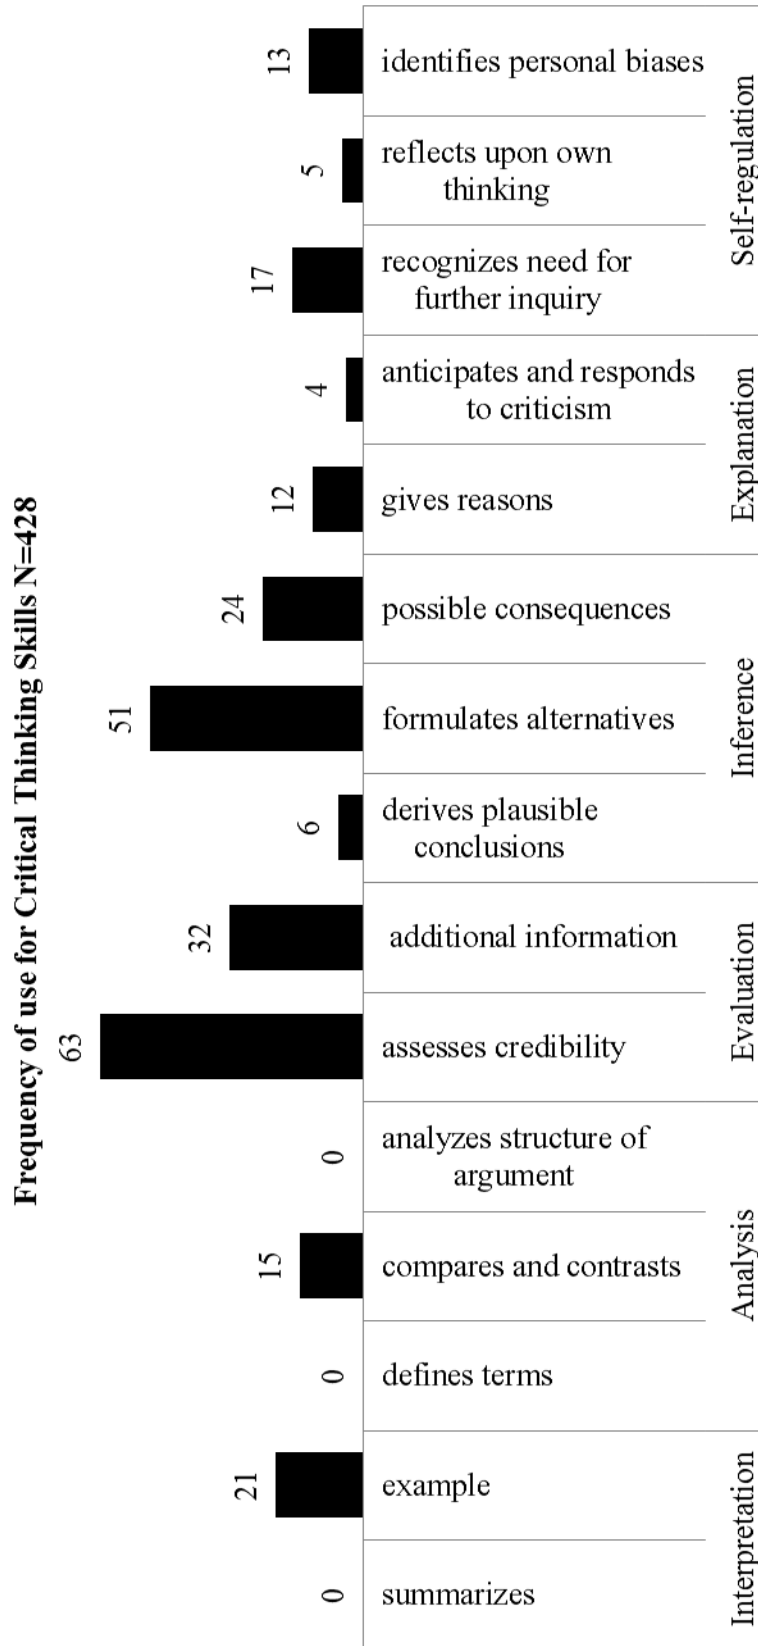 Frequency of use for Critical Thinking Skills N=428
13
identifies personal biases
5
reflects upon own
thinking
17
recognizes need for
further inquiry
Self-regulation
4
anticipates and responds
to criticism
12
gives reasons
Explanation
24
possible consequences
51
formulates alternatives
6
derives plausible
conclusions
Inference
32
additional information
63
assesses credibility
Evaluation
0
analyzes structure of
argument
15
compares and contrasts
0
defines terms
Analysis
21
example
0
summarizes
Interpretation